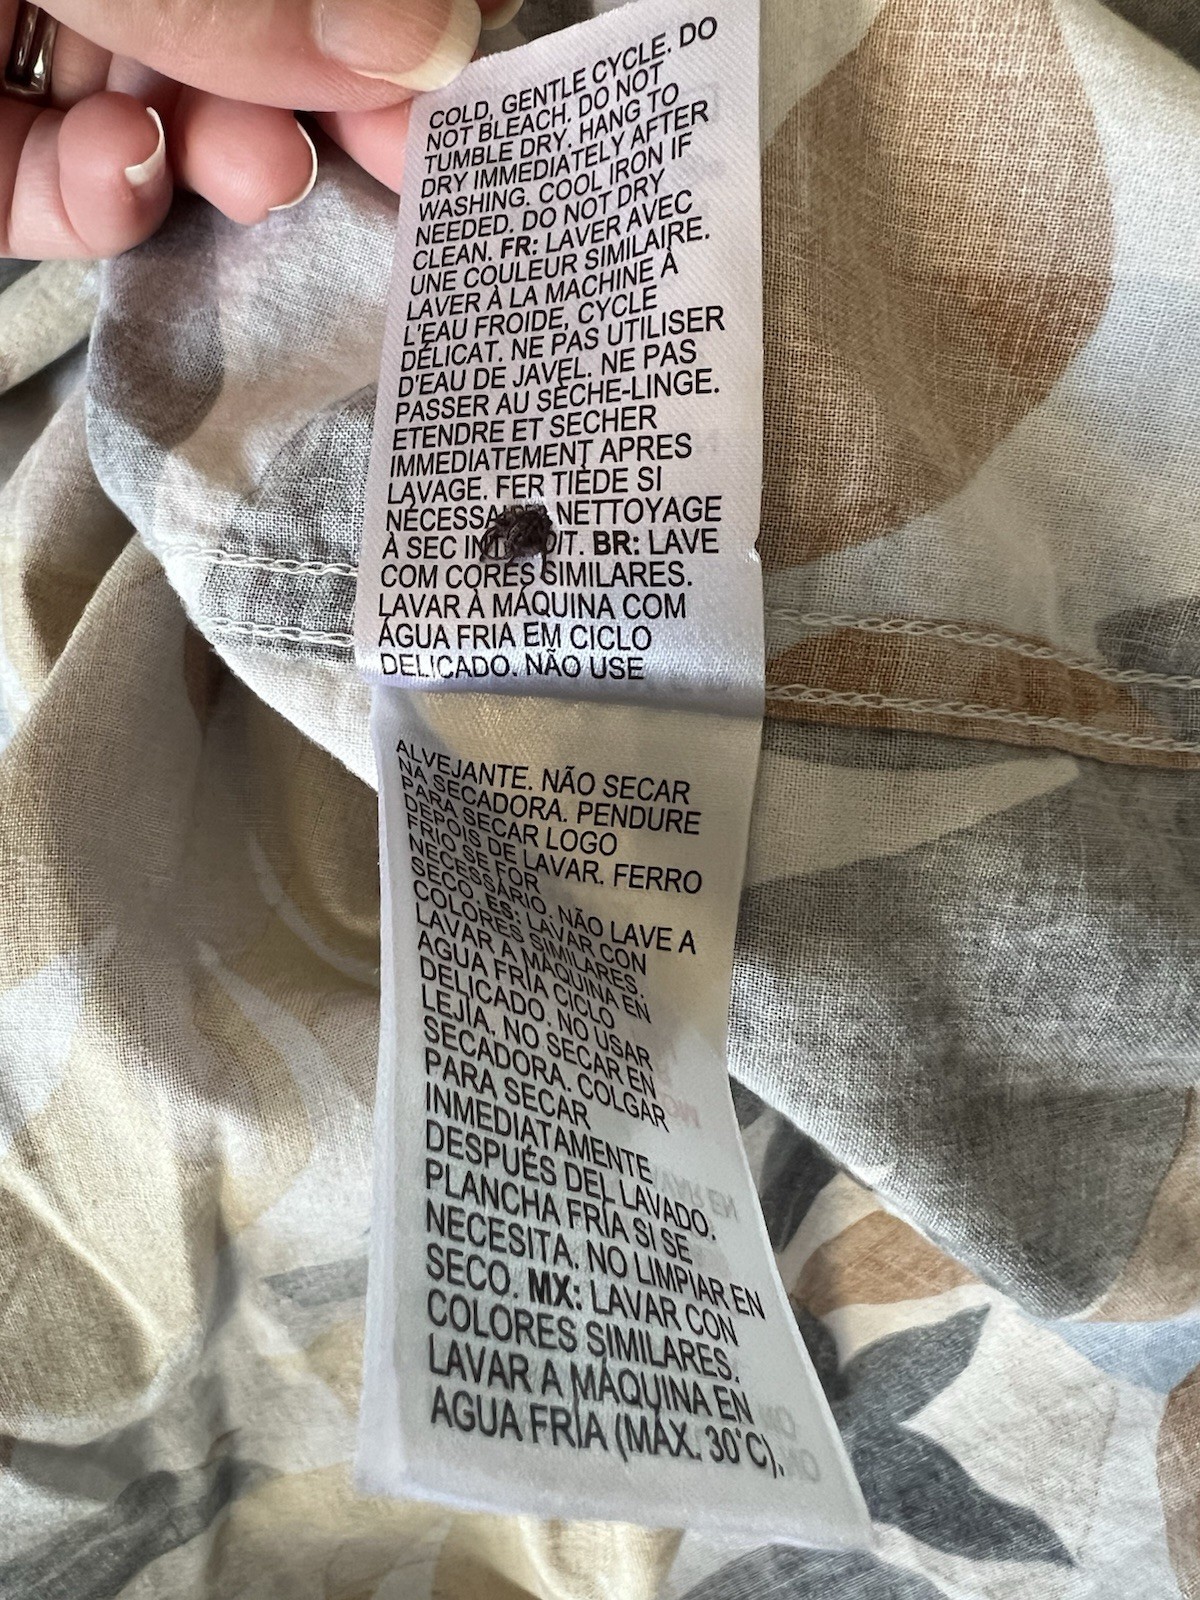 COLD, GENTLE CYCLE. DO
NOT BLEACH. DO NOT
TUMBLE DRY. HANG TO
DRY IMMEDIATELY AFTER
WASHING. COOL IRON IF
NEEDED. DO NOT DRY
CLEAN. FR: LAVER AVEC
UNE COULEUR SIMILAIRE.
LAVER À LA MACHINE À
L'EAU FROIDE, CYCLE
DÉLICAT. NE PAS UTILISER
D'EAU DE JAVEL. NE PAS
PASSER AU SÈCHE-LINGE.
ETENDRE ET SECHER
IMMEDIATEMENT APRES
LAVAGE. FER TIÈDE SI
NETTOYAGE
À SEC BR: LAVE
COM CORES SIMILARES.
LAVAR À MÁQUINA COM
ÁGUA FRIA EM CICLO
DELICADO. NÃO USE
ALVEJANTE. NÃO SECAR
NA SECADORA. PENDURE
PARA SECAR LOGO
DEPOIS DE LAVAR. FERRO
FRIO SE FOR
NECESSÁRIO. NÃO LAVE A
SECO. ES: LAVAR CON
COLORES SIMILARES.
LAVAR A MÁQUINA EN
AGUA FRÍA CICLO
DELICADO. NO USAR
LEJÍA. NO SECAR EN
SECADORA. COLGAR
PARA SECAR
INMEDIATAMENTE
DESPUÉS DEL LAVADO.
PLANCHA FRÍA SI SE
NECESITA. NO LIMPIAR EN
SECO. MX: LAVAR CON
COLORES SIMILARES.
LAVAR A MÁQUINA EN
AGUA FRÍA (MÁX. 30°C),